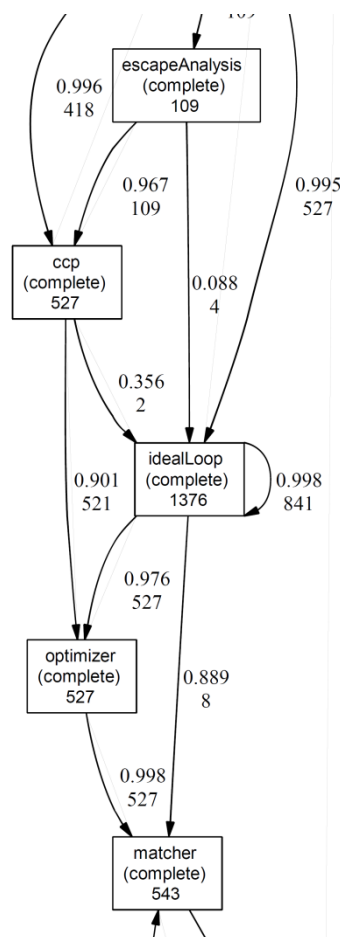 109
escapeAnalysis
(complete)
109
0.996
418
0.967
109
0.995
527
ccp
(complete)
527
0.088
4
0.356
2
idealLoop
(complete)
1376
0.998
841
0.901
521
0.976
527
optimizer
(complete)
527
0.889
8
0.998
527
matcher
(complete)
543